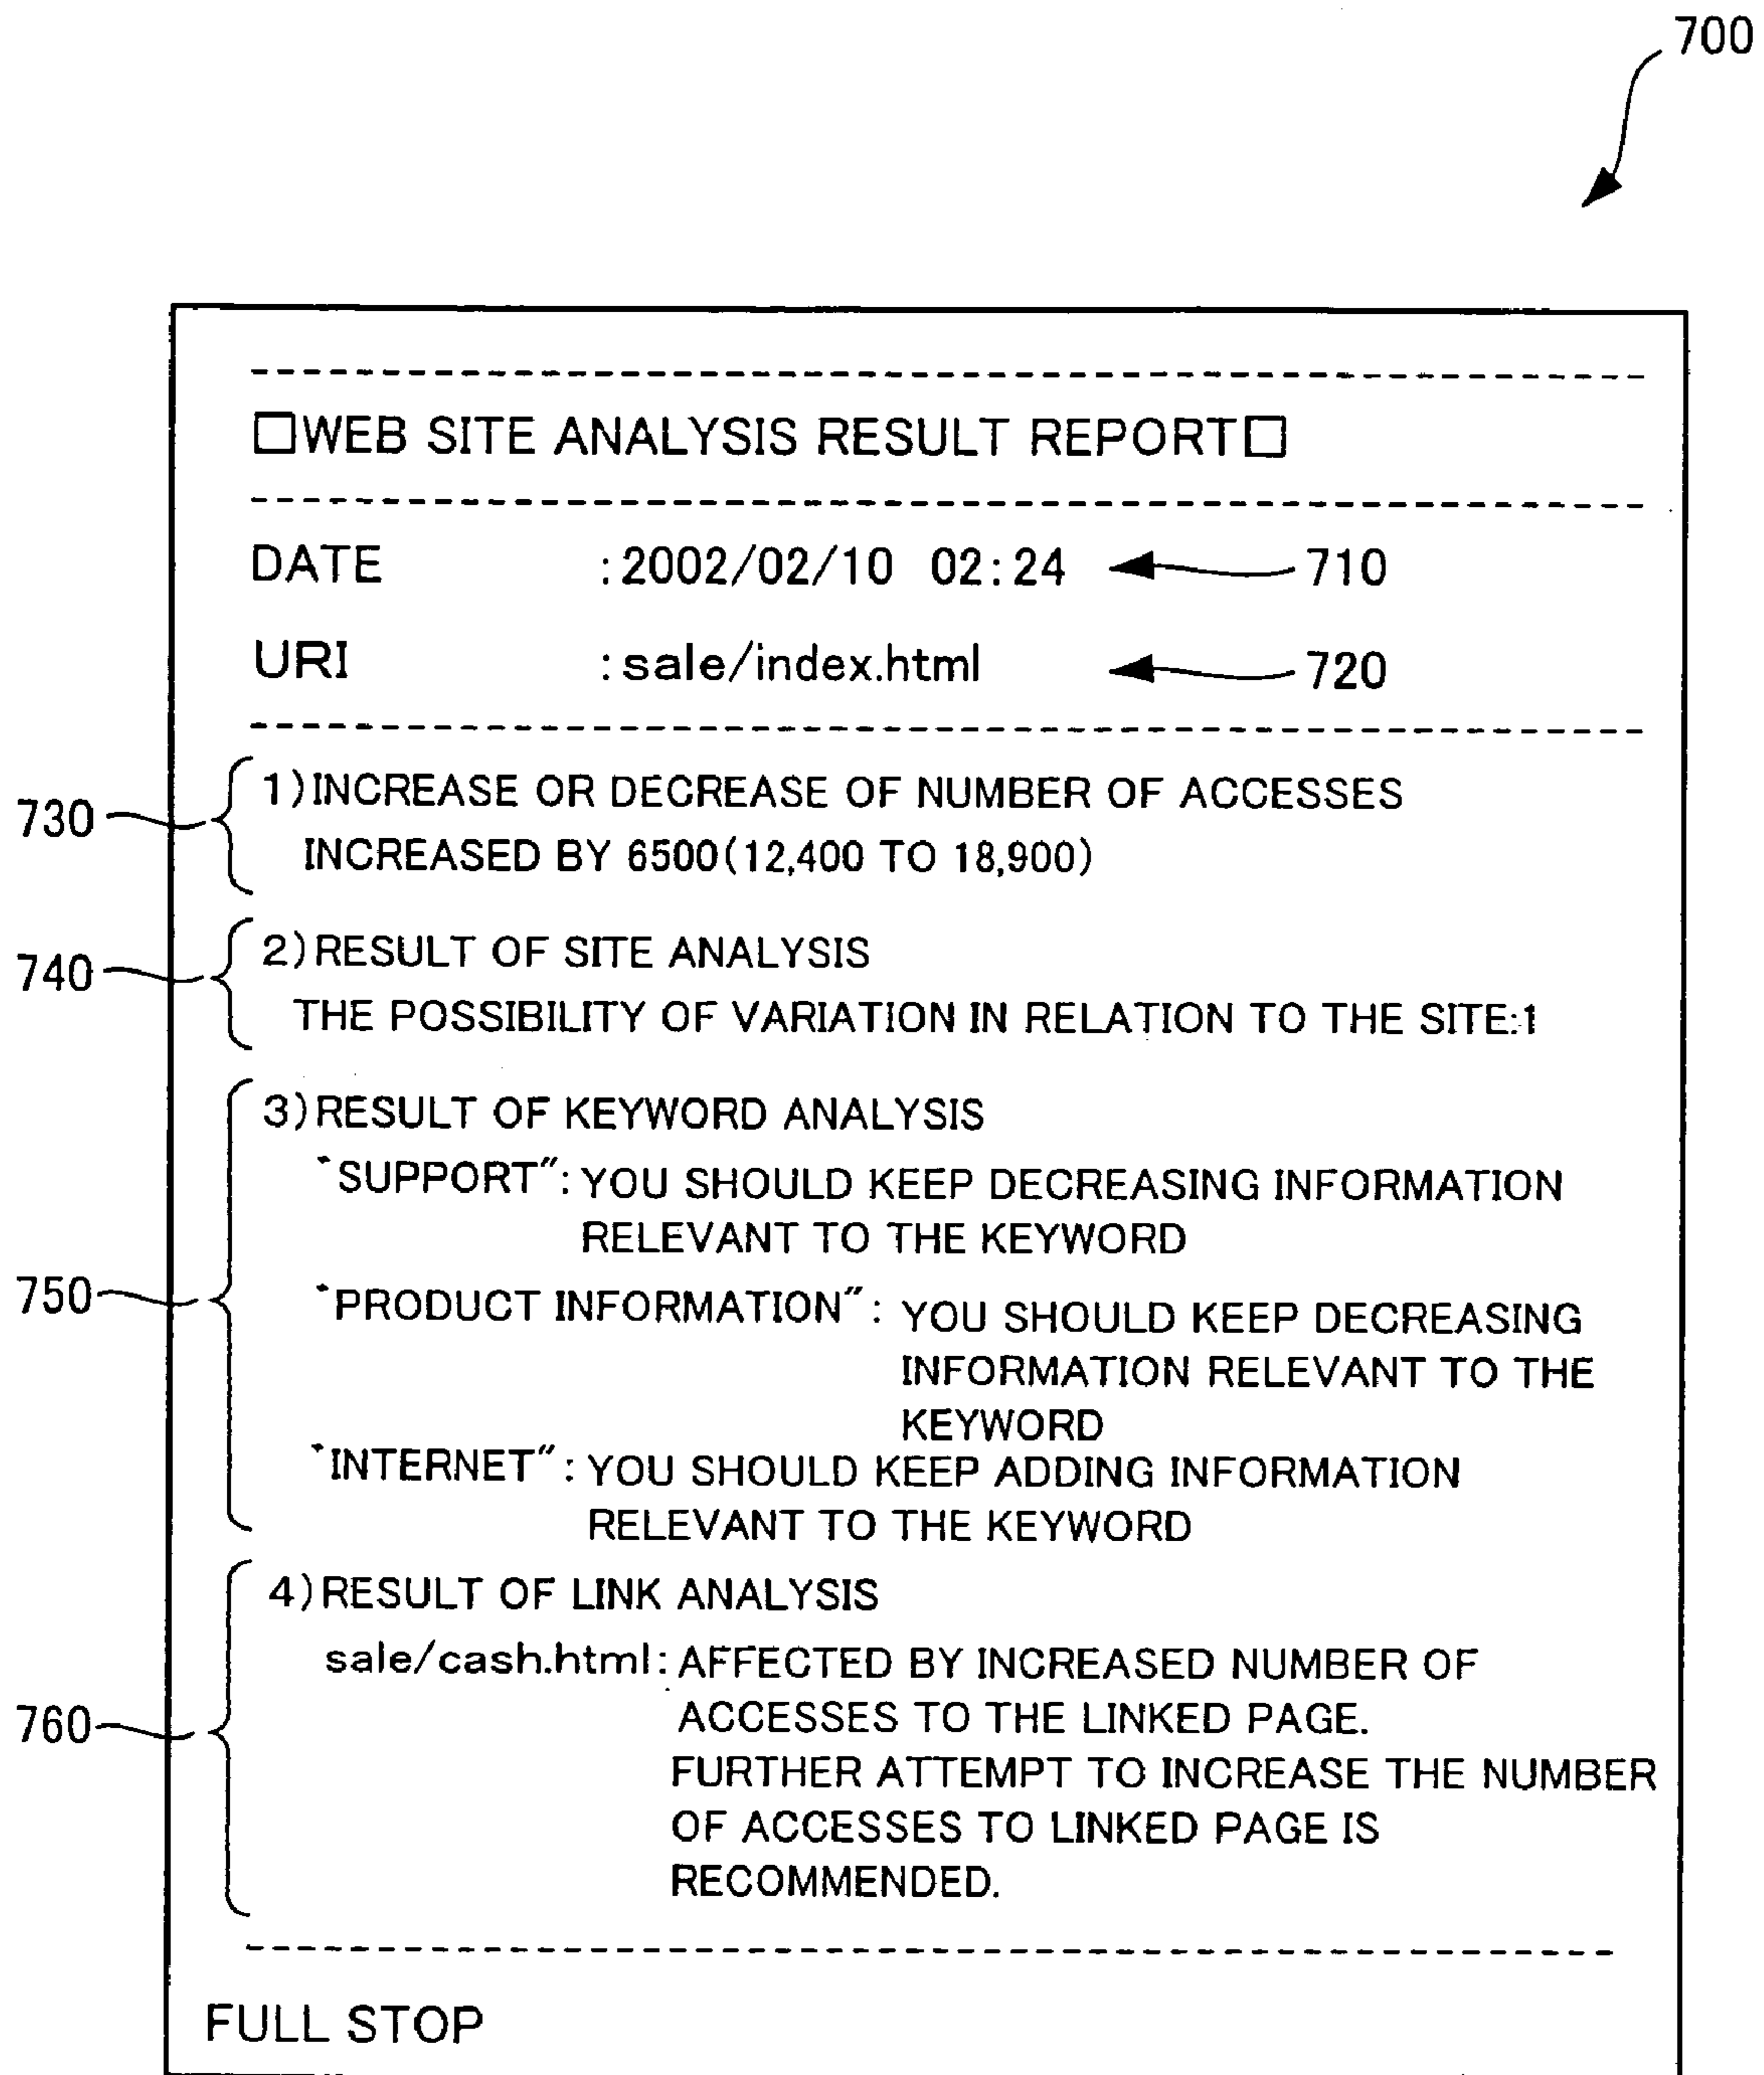 700
□WEB SITE ANALYSIS RESULT REPORT□
DATE :2002/02/10 02:24 710
URI :sale/index.html 720
730 1)INCREASE OR DECREASE OF NUMBER OF ACCESSES
INCREASED BY 6500(12,400 TO 18,900)
740 2)RESULT OF SITE ANALYSIS
THE POSSIBILITY OF VARIATION IN RELATION TO THE SITE:1
750 3)RESULT OF KEYWORD ANALYSIS
`SUPPORT″: YOU SHOULD KEEP DECREASING INFORMATION
RELEVANT TO THE KEYWORD
`PRODUCT INFORMATION″: YOU SHOULD KEEP DECREASING
INFORMATION RELEVANT TO THE
KEYWORD
`INTERNET″: YOU SHOULD KEEP ADDING INFORMATION
RELEVANT TO THE KEYWORD
760 4)RESULT OF LINK ANALYSIS
sale/cash.html: AFFECTED BY INCREASED NUMBER OF
ACCESSES TO THE LINKED PAGE.
FURTHER ATTEMPT TO INCREASE THE NUMBER
OF ACCESSES TO LINKED PAGE IS
RECOMMENDED.
FULL STOP